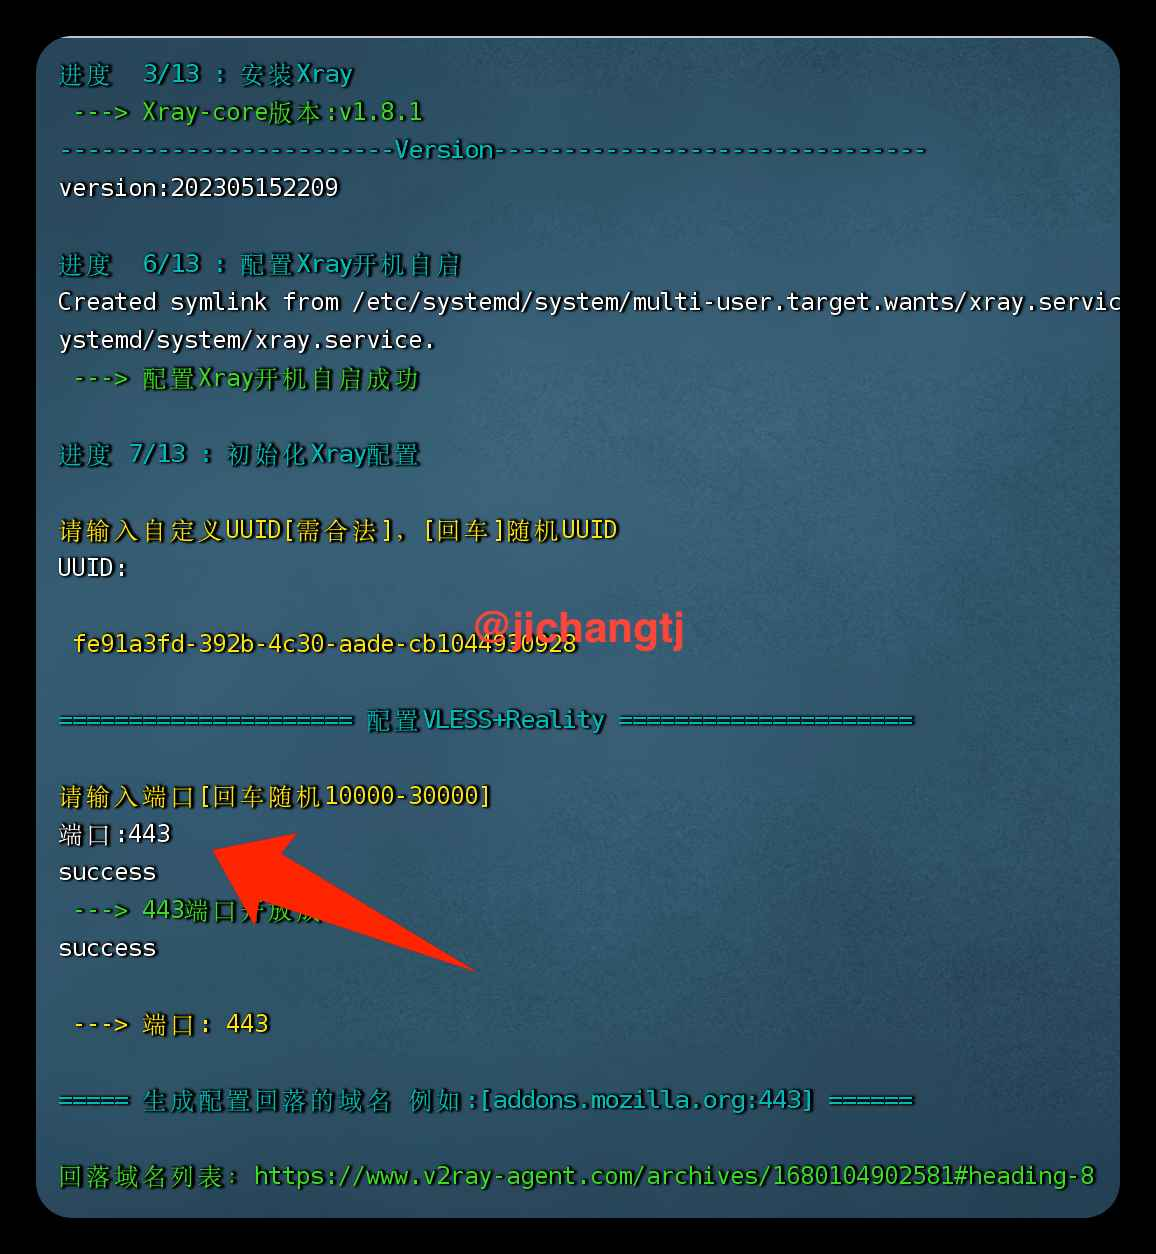 进度  3/13 : 安装Xray
 ---> Xray-core版本:v1.8.1
--------------------------Version-------------------------------
version:202305152209
进度  6/13 : 配置Xray开机自启
Created symlink from /etc/systemd/system/multi-user.target.wants/xray.servic
ystemd/system/xray.service.
 ---> 配置Xray开机自启成功
进度 7/13 : 初始化Xray配置
请输入自定义UUID[需合法]，[回车]随机UUID
UUID:
@jichangtj
 fe91a3fd-392b-4c30-aade-cb1044930928
===================== 配置VLESS+Reality =====================
请输入端口[回车随机10000-30000]
端口:443
success
 ---> 443端口开放成
success
 ---> 端口: 443
===== 生成配置回落的域名 例如:[addons.mozilla.org:443] ======
回落域名列表：https://www.v2ray-agent.com/archives/1680104902581#heading-8